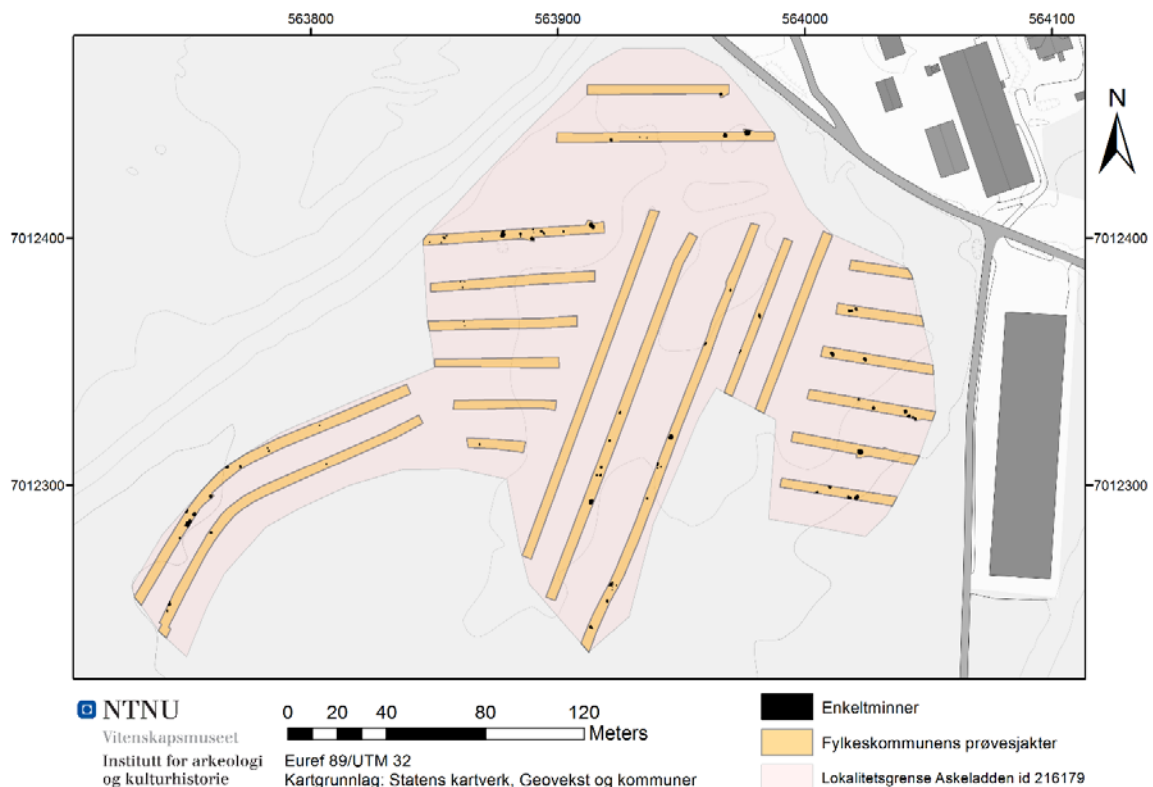 563800 563900 564000 564100
N
7012400 7012400
7012300 7012300
NTNU
Vitenskapsmuseet
Institutt for arkeologi
og kulturhistorie
0 20 40 80 120
Meters
Euref 89/UTM 32
Kartgrunnlag: Statens kartverk, Geovekst og kommuner
Enkeltminner
Fylkeskommunens prøvesjakter
Lokalitetsgrense Askeladden id 216179